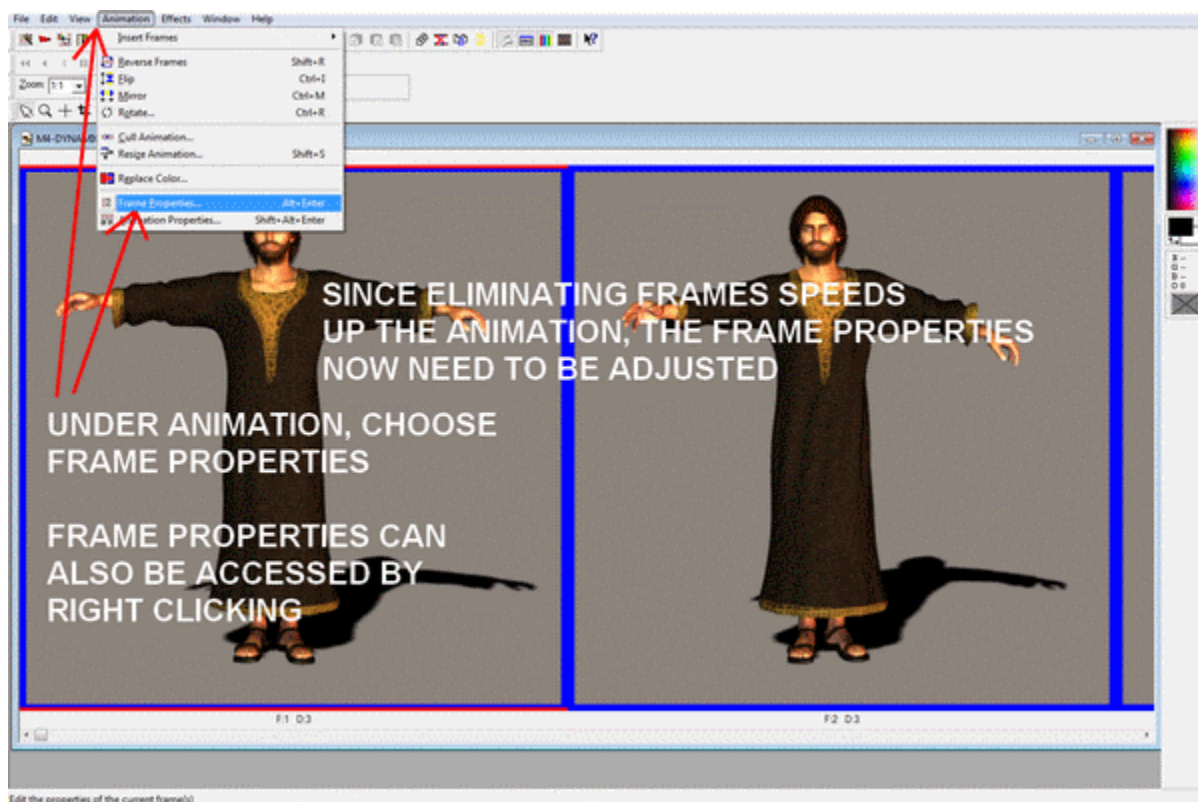 File Edit View Animation Effects Window Help
Insert Frames
Reverse Frames Shift+R
Flip Ctrl+I
Mirror Ctrl+M
Rotate... Ctrl+R
Cull Animation...
Resize Animation... Shift+S
Replace Color...
Frame Properties... Alt+Enter
Animation Properties... Shift+Alt+Enter
Zoom: 1:1
SINCE ELIMINATING FRAMES SPEEDS
UP THE ANIMATION, THE FRAME PROPERTIES
NOW NEED TO BE ADJUSTED
UNDER ANIMATION, CHOOSE
FRAME PROPERTIES
FRAME PROPERTIES CAN
ALSO BE ACCESSED BY
RIGHT CLICKING
F:1 D:3
F:2 D:3
Edit the properties of the current frame(s)